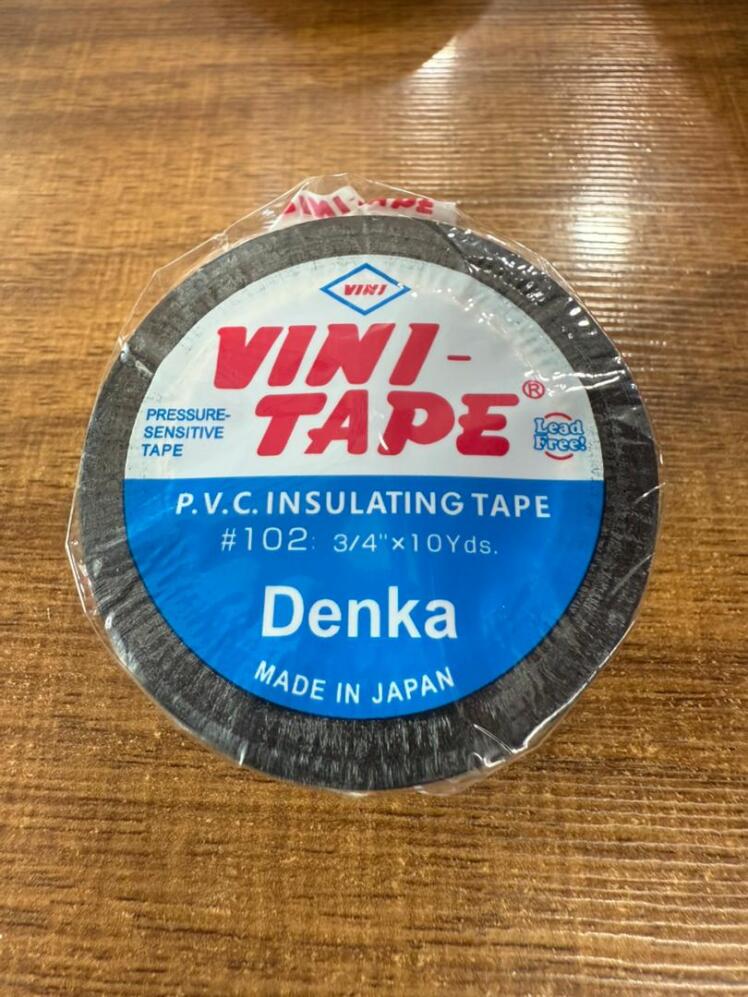 VINI-TAPE
VINI
VINI-
TAPE®
PRESSURE-
SENSITIVE
TAPE
Lead
Free!
P.V.C. INSULATING TAPE
#102: 3/4"×10Yds.
Denka
MADE IN JAPAN